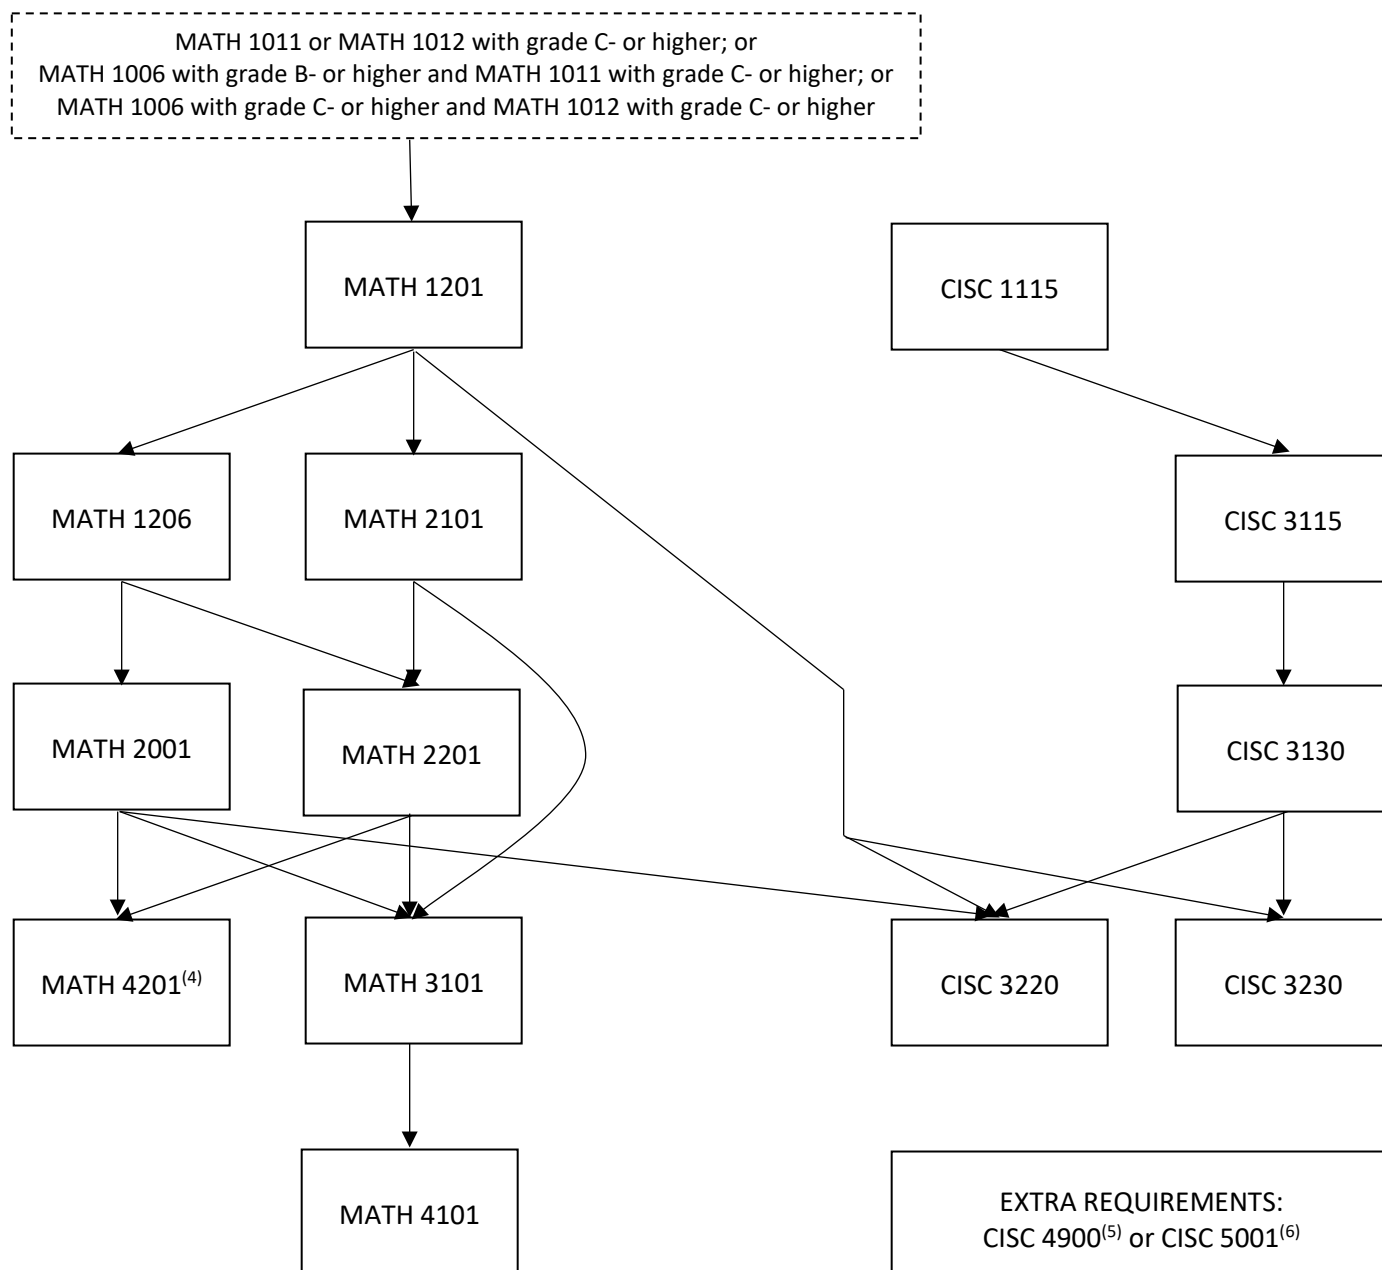 MATH 1011 or MATH 1012 with grade C- or higher; or
MATH 1006 with grade B- or higher and MATH 1011 with grade C- or higher; or
MATH 1006 with grade C- or higher and MATH 1012 with grade C- or higher
MATH 1201
CISC 1115
MATH 1206
MATH 2101
CISC 3115
MATH 2001
MATH 2201
CISC 3130
MATH 4201(4)
MATH 3101
CISC 3220
CISC 3230
MATH 4101
EXTRA REQUIREMENTS:
CISC 4900(5) or CISC 5001(6)